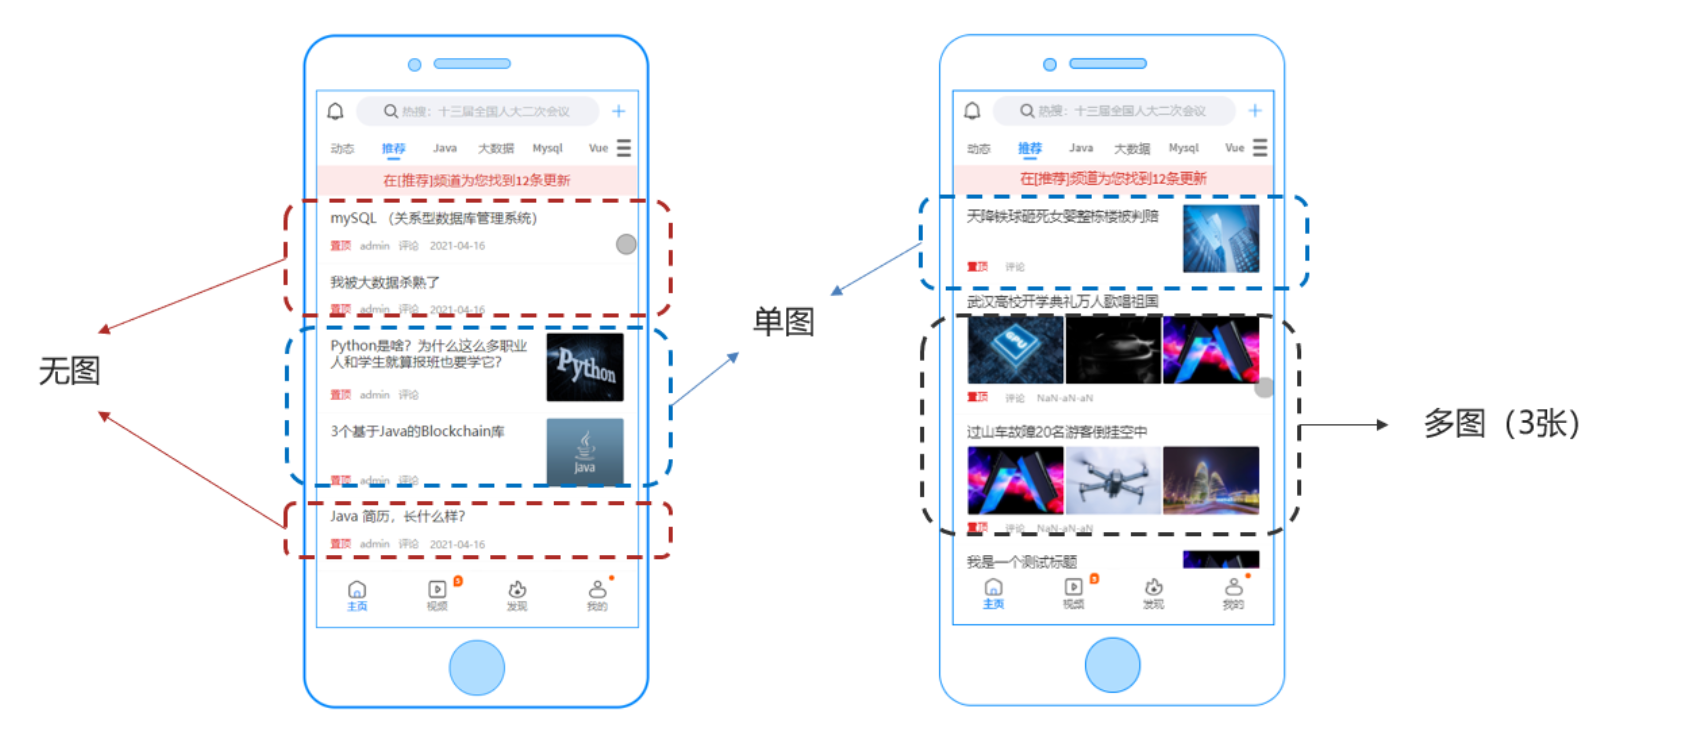 热搜：十三届全国人大二次会议
动态 推荐 Java 大数据 Mysql Vue
在[推荐]频道为您找到12条更新
mySQL （关系型数据库管理系统）
置顶 admin 评论 2021-04-16
我被大数据杀熟了
置顶 admin 评论 2021-04-16
Python是啥？为什么这么多职业
人和学生就算报班也要学它？
Python
置顶 admin 评论
3个基于Java的Blockchain库
Java
置顶 admin 评论
Java 简历，长什么样？
置顶 admin 评论 2021-04-16
主页 视频 5 发现 我的
无图
单图
热搜：十三届全国人大二次会议
动态 推荐 Java 大数据 Mysql Vue
在[推荐]频道为您找到12条更新
天降铁球砸死女婴整栋楼被判赔
置顶 评论
武汉高校开学典礼万人歌唱祖国
GPU
置顶 评论 NaN-aN-aN
过山车故障20名游客倒挂空中
置顶 评论 NaN-aN-aN
我是一个测试标题
主页 视频 5 发现 我的
多图（3张）